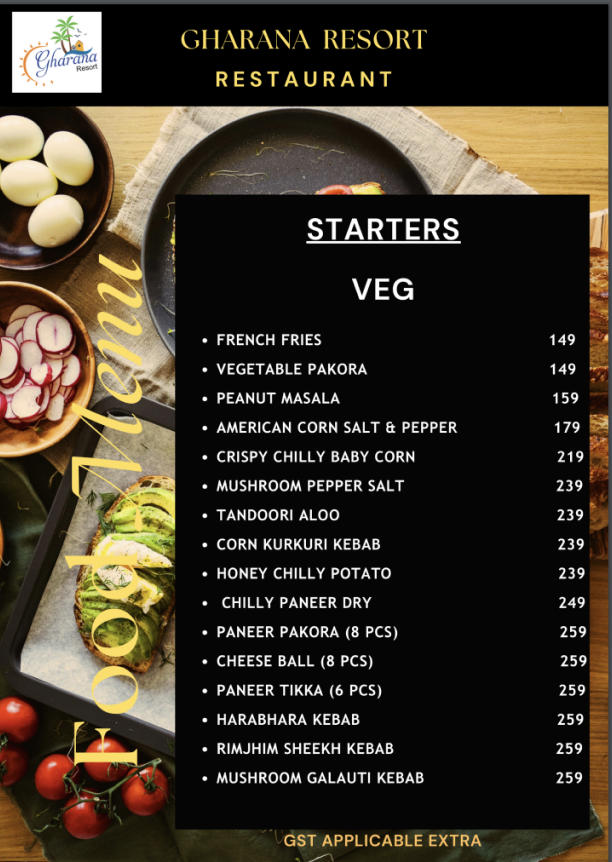 Gharana
Resort
GHARANA RESORT
RESTAURANT
Food Menu
STARTERS
VEG
• FRENCH FRIES 149
• VEGETABLE PAKORA 149
• PEANUT MASALA 159
• AMERICAN CORN SALT & PEPPER 179
• CRISPY CHILLY BABY CORN 219
• MUSHROOM PEPPER SALT 239
• TANDOORI ALOO 239
• CORN KURKURI KEBAB 239
• HONEY CHILLY POTATO 239
• CHILLY PANEER DRY 249
• PANEER PAKORA (8 PCS) 259
• CHEESE BALL (8 PCS) 259
• PANEER TIKKA (6 PCS) 259
• HARABHARA KEBAB 259
• RIMJHIM SHEEKH KEBAB 259
• MUSHROOM GALAUTI KEBAB 259
GST APPLICABLE EXTRA